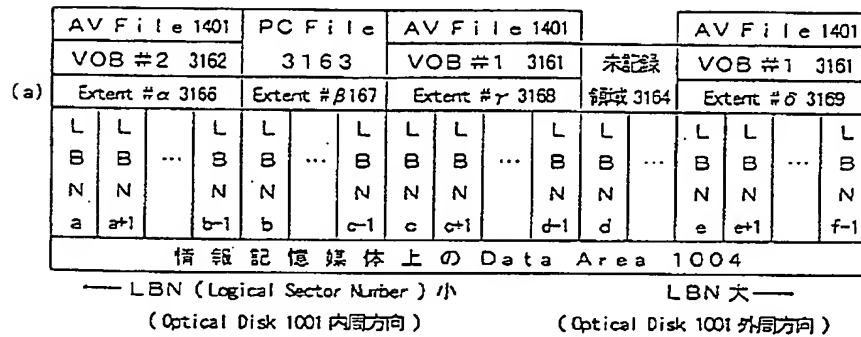 AV File 1401 PC File AV File 1401 AV File 1401
VOB #2 3162 3163 VOB #1 3161 未記録 VOB #1 3161
(a) Extent #α 3166 Extent #β167 Extent #γ 3168 領域 3164 Extent #δ 3169
L L L L L L L L L L L L
B B … B B … B B B … B B … B B … B
N N N N N N N N N N N N
a a+1 b-1 b c-1 c c+1 d-1 d e e+1 f-1
情報記憶媒体上の Data Area 1004
←── LBN (Logical Sector Number) 小 LBN 大──→
(Optical Disk 1001 内周方向) (Optical Disk 1001 外周方向)